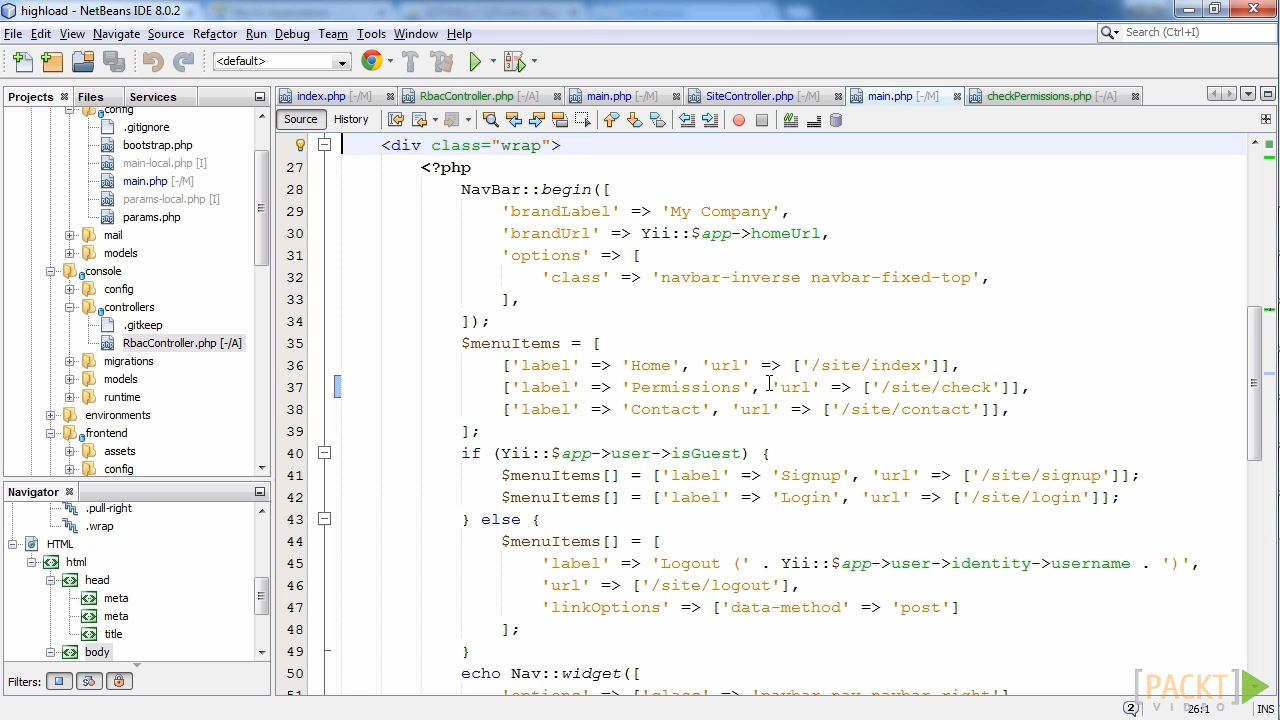 highload - NetBeans IDE 8.0.2
File Edit View Navigate Source Refactor Run Debug Team Tools Window Help
Search (Ctrl+I)
<default>
Projects Files Services
index.php [-/M] RbacController.php [-/A] main.php [-/M] SiteController.php [-/M] main.php [-/M] checkPermissions.php [-/A]
Source History
config
.gitignore
bootstrap.php
main-local.php [I]
main.php [-/M]
params-local.php [I]
params.php
mail
models
console
config
controllers
.gitkeep
RbacController.php [-/A]
migrations
models
runtime
environments
frontend
assets
config
Navigator
.pull-right
.wrap
HTML
html
head
meta
meta
title
body
Filters:
<div class="wrap">
27 <?php
28 NavBar::begin([
29 'brandLabel' => 'My Company',
30 'brandUrl' => Yii::$app->homeUrl,
31 'options' => [
32 'class' => 'navbar-inverse navbar-fixed-top',
33 ],
34 ]);
35 $menuItems = [
36 ['label' => 'Home', 'url' => ['/site/index']],
37 ['label' => 'Permissions', 'url' => ['/site/check']],
38 ['label' => 'Contact', 'url' => ['/site/contact']],
39 ];
40 if (Yii::$app->user->isGuest) {
41 $menuItems[] = ['label' => 'Signup', 'url' => ['/site/signup']];
42 $menuItems[] = ['label' => 'Login', 'url' => ['/site/login']];
43 } else {
44 $menuItems[] = [
45 'label' => 'Logout (' . Yii::$app->user->identity->username . ')',
46 'url' => ['/site/logout'],
47 'linkOptions' => ['data-method' => 'post']
48 ];
49 }
50 echo Nav::widget([
51 'options' => ['class' => 'navbar-nav navbar-right'],
[PACKT]
VIDEO
2 26:1 INS